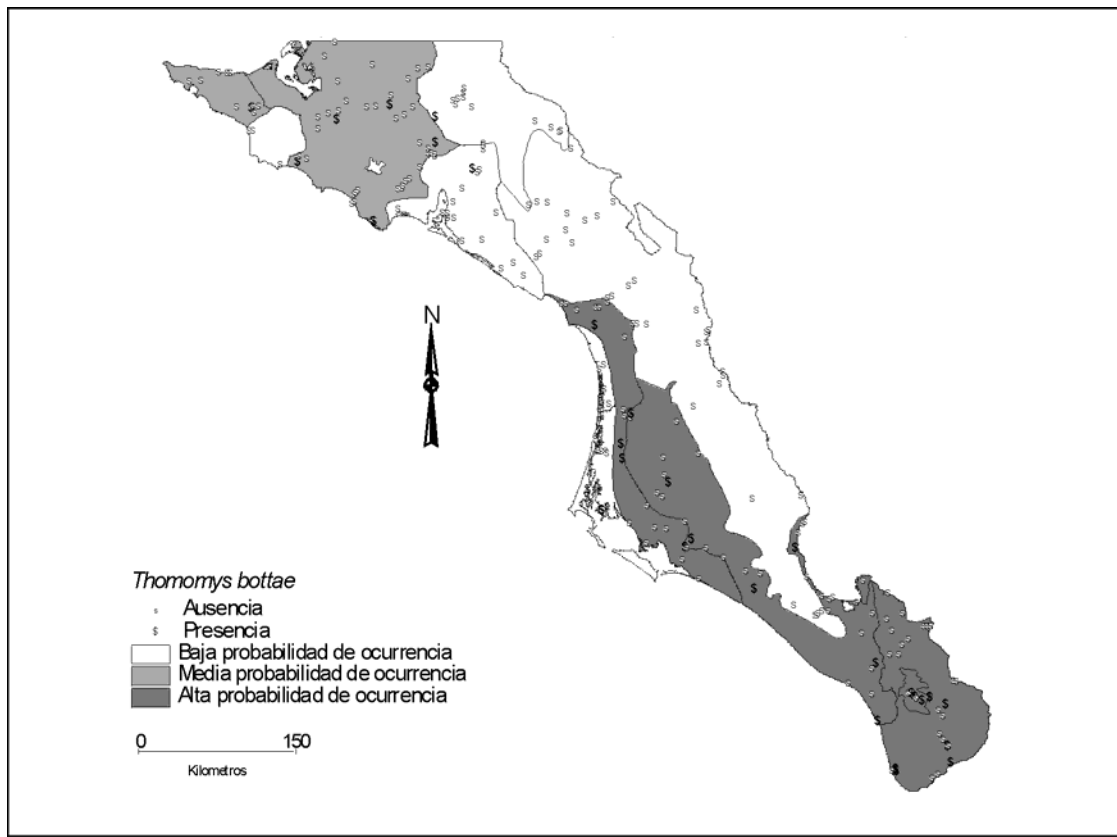 N
Thomomys bottae
s Ausencia
$ Presencia
Baja probabilidad de ocurrencia
Media probabilidad de ocurrencia
Alta probabilidad de ocurrencia
0 150
Kilometros